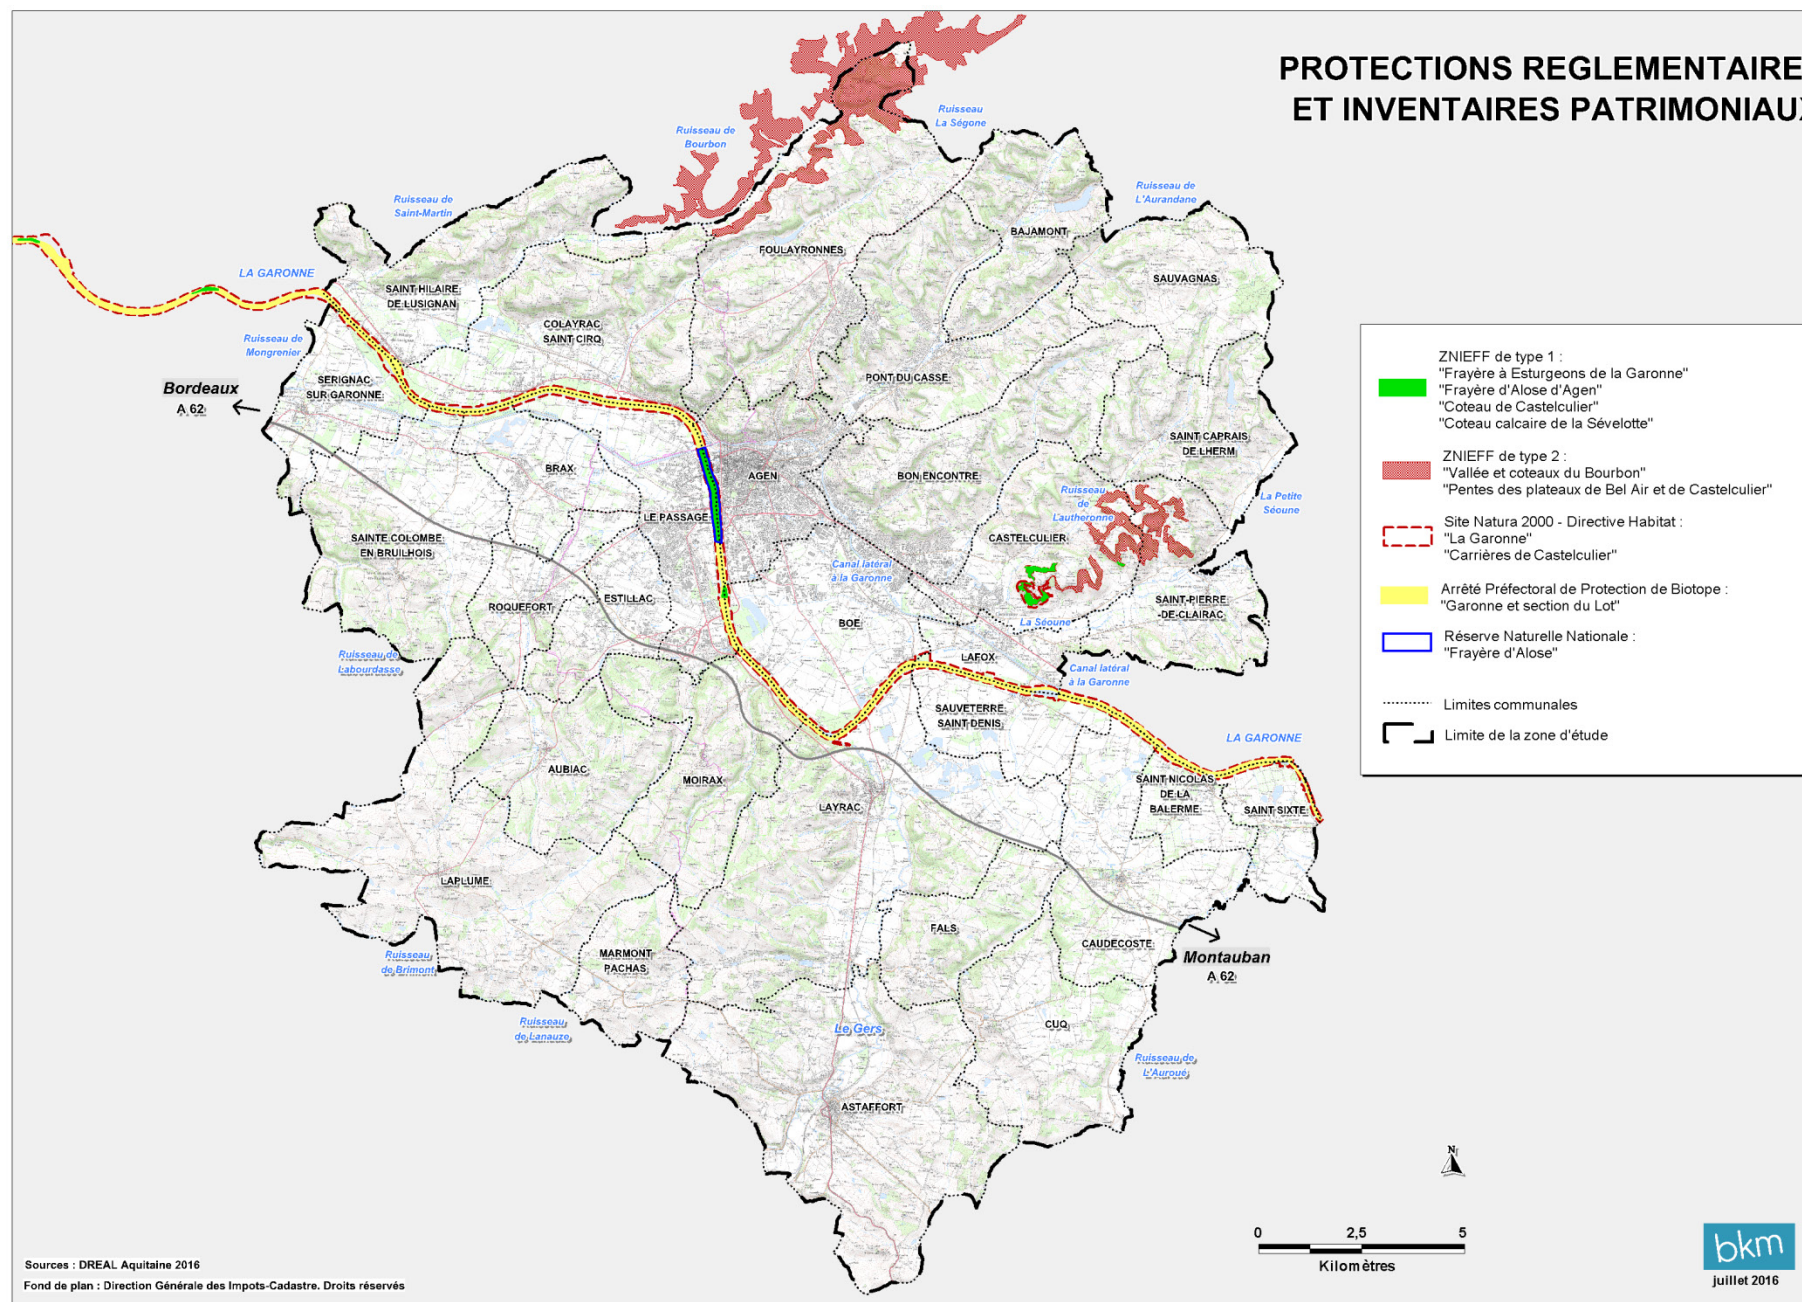 PROTECTIONS REGLEMENTAIRE
ET INVENTAIRES PATRIMONIAUX
Ruisseau
La Ségone
Ruisseau de
Bourbon
Ruisseau de
Saint-Martin
Ruisseau de
L'Aurandane
BAJAMONT
FOULAYRONNES
SAUVAGNAS
LA GARONNE
SAINT HILAIRE
DE LUSIGNAN
COLAYRAC
SAINT CIRQ
Ruisseau de
Mongrenier
SERIGNAC
SUR GARONNE
PONT DU CASSE
Bordeaux
A 62
SAINT CAPRAIS
DE LHERM
BRAX
AGEN
BON ENCONTRE
Ruisseau
de
Lautheronne
La Petite
Séoune
LE PASSAGE
SAINTE COLOMBE
EN BRUILHOIS
CASTELCULIER
Canal latéral
à la Garonne
ROQUEFORT
ESTILLAC
BOE
SAINT-PIERRE
DE-CLAIRAC
La Séoune
Ruisseau de
Labourdasse
LAFOX
Canal latéral
à la Garonne
SAUVETERRE
SAINT DENIS
LA GARONNE
AUBIAC
MOIRAX
LAYRAC
SAINT NICOLAS
DE LA
BALERME
SAINT SIXTE
LAPLUME
FALS
CAUDECOSTE
MARMONT
PACHAS
Ruisseau
de Brimont
Montauban
A 62
Ruisseau
de Lanauze
Le Gers
CUQ
Ruisseau de
L'Auroué
ASTAFFORT
ZNIEFF de type 1 :
"Frayère à Esturgeons de la Garonne"
"Frayère d'Alose d'Agen"
"Coteau de Castelculier"
"Coteau calcaire de la Sévelotte"
ZNIEFF de type 2 :
"Vallée et coteaux du Bourbon"
"Pentes des plateaux de Bel Air et de Castelculier"
Site Natura 2000 - Directive Habitat :
"La Garonne"
"Carrières de Castelculier"
Arrêté Préfectoral de Protection de Biotope :
"Garonne et section du Lot"
Réserve Naturelle Nationale :
"Frayère d'Alose"
Limites communales
Limite de la zone d'étude
N
0 2,5 5
Kilomètres
bkm
juillet 2016
Sources : DREAL Aquitaine 2016
Fond de plan : Direction Générale des Impots-Cadastre. Droits réservés